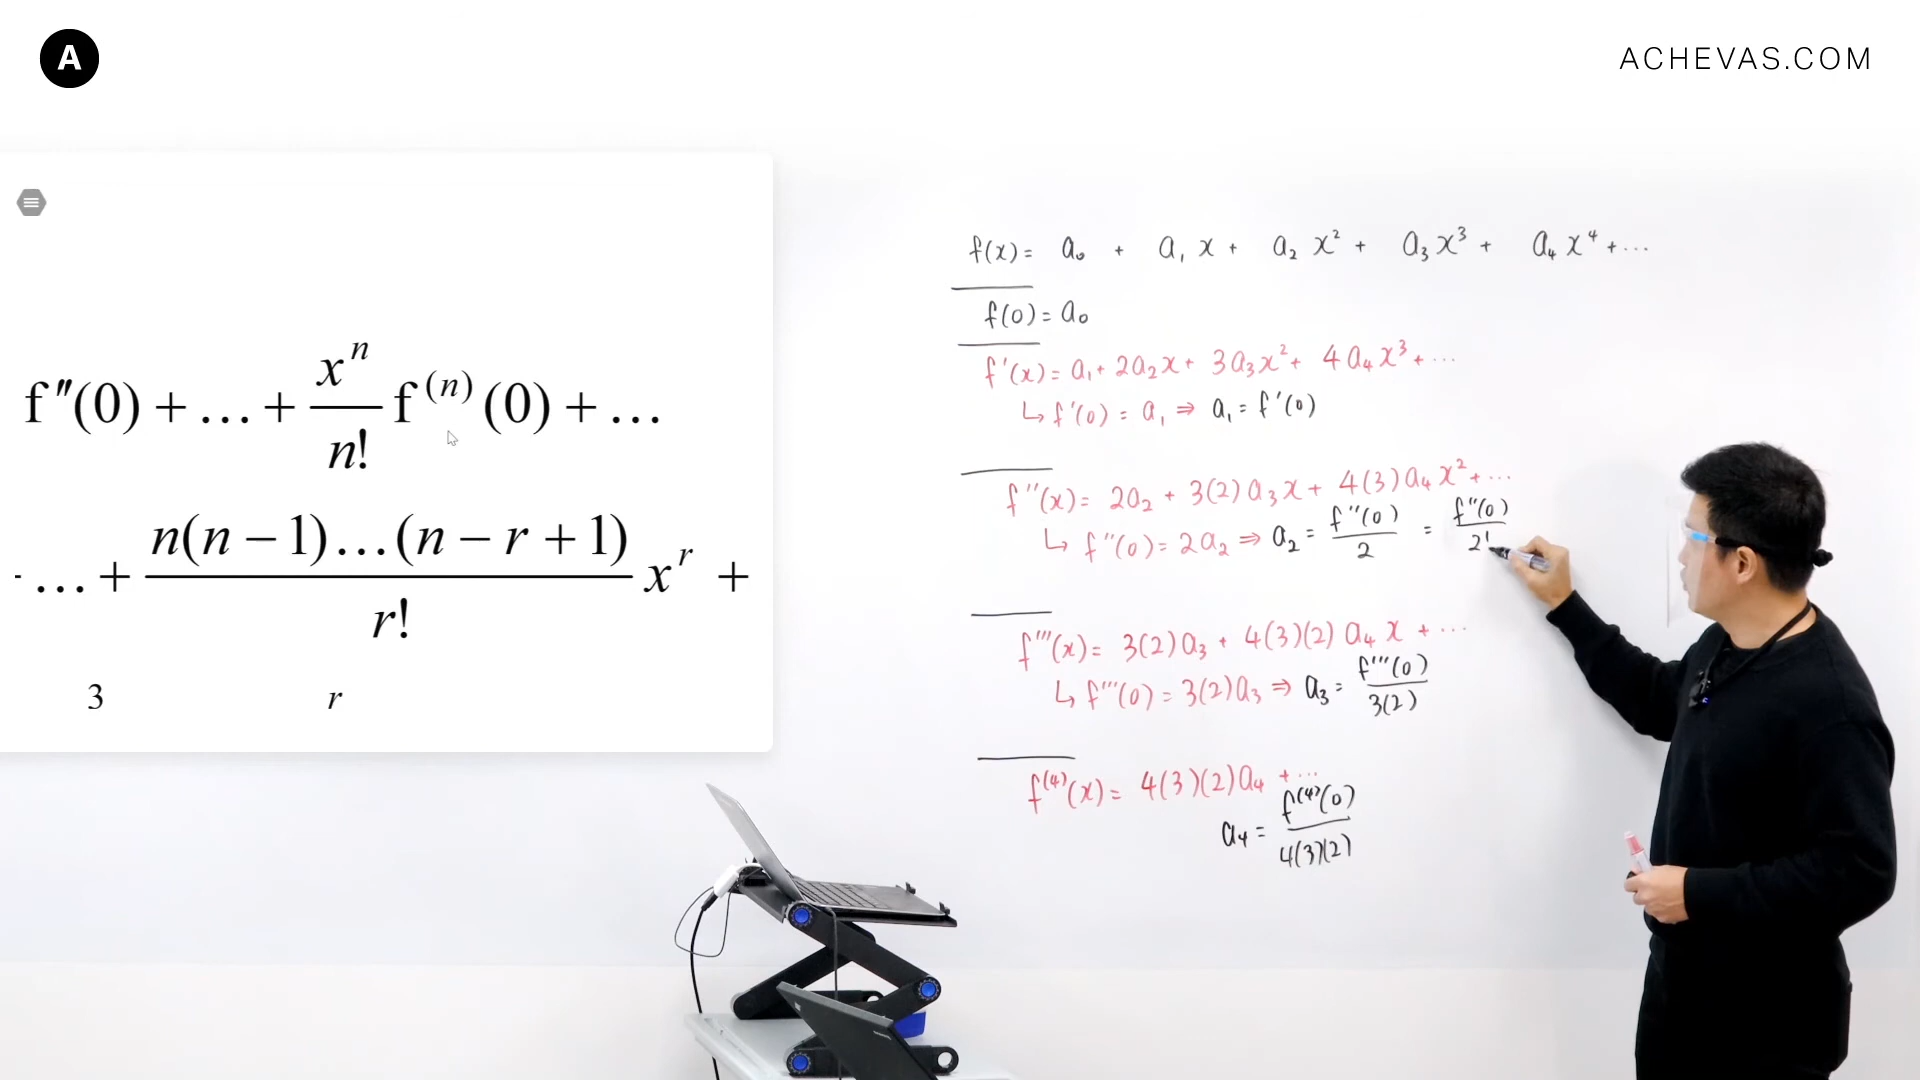 A
ACHEVAS.COM
f″(0) + … + xⁿ/n! f⁽ⁿ⁾(0) + …
… + n(n − 1)…(n − r + 1)/r! xʳ +
3 r
f(x) = a₀ + a₁x + a₂x² + a₃x³ + a₄x⁴ + ...
f(0) = a₀
f'(x) = a₁ + 2a₂x + 3a₃x² + 4a₄x³ + ...
↳ f'(0) = a₁ ⇒ a₁ = f'(0)
f''(x) = 2a₂ + 3(2)a₃x + 4(3)a₄x² + ...
↳ f''(0) = 2a₂ ⇒ a₂ = f''(0)/2 = f''(0)/2!
f'''(x) = 3(2)a₃ + 4(3)(2)a₄x + ...
↳ f'''(0) = 3(2)a₃ ⇒ a₃ = f'''(0)/3(2)
f⁽⁴⁾(x) = 4(3)(2)a₄ + ...
a₄ = f⁽⁴⁾(0)/4(3)(2)